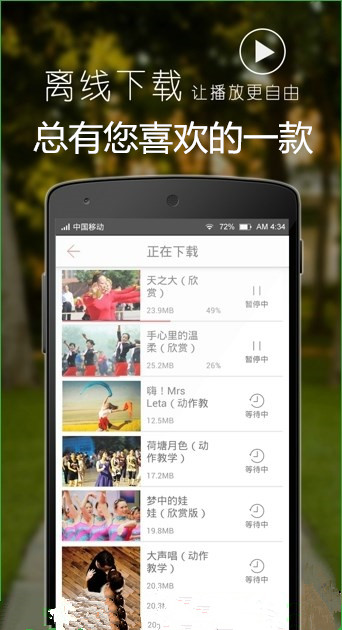 离线下载 让播放更自由
总有您喜欢的一款
中国移动 72% AM 4:34
正在下载
天之大（欣
赏）
23.9MB 49%
暂停中
手心里的温
柔（欣赏）
25.2MB 26%
暂停中
嗨！Mrs
Leta（动作教
12.5MB
等待中
荷塘月色（动
作教学）
17.2MB
等待中
梦中的娃
娃（欣赏版）
19.8MB
等待中
大声唱（动作
教学）
20.3MB
等待中